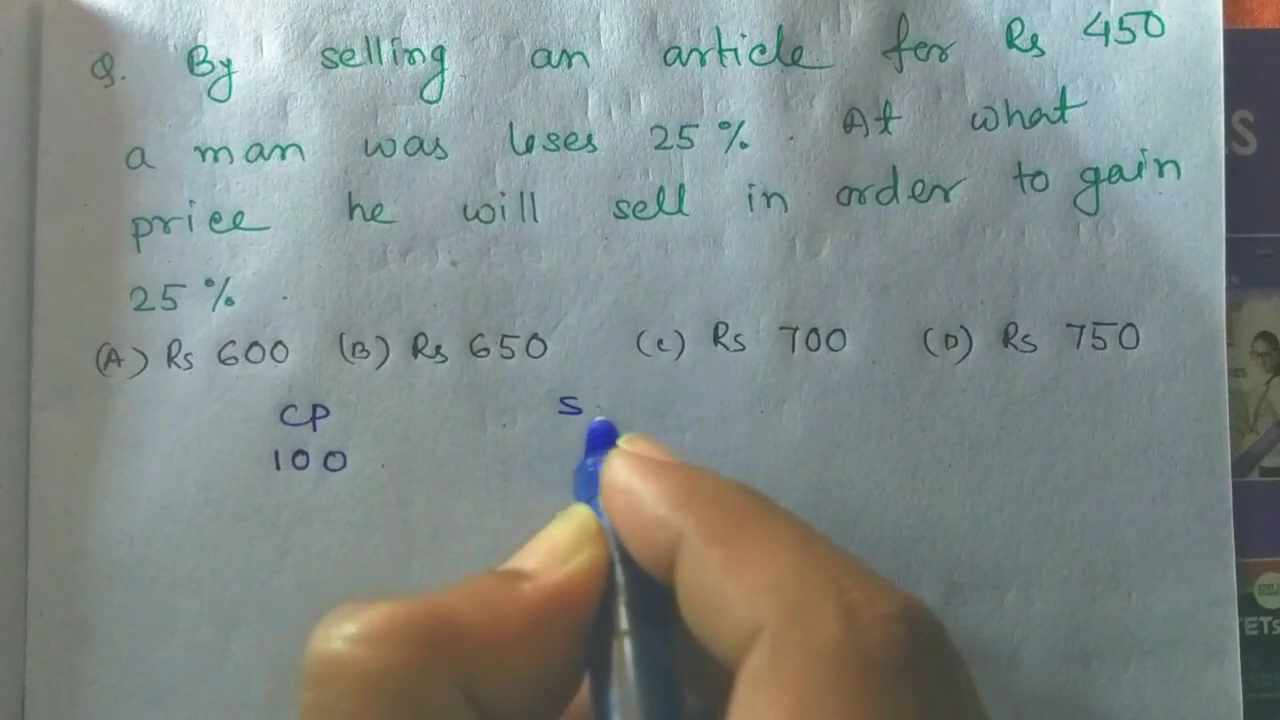 Q. By selling an article for Rs 450
a man was loses 25%. At what
price he will sell in order to gain
25%.
(A) Rs 600 (B) Rs 650 (C) Rs 700 (D) Rs 750
CP S
100
S
ETs